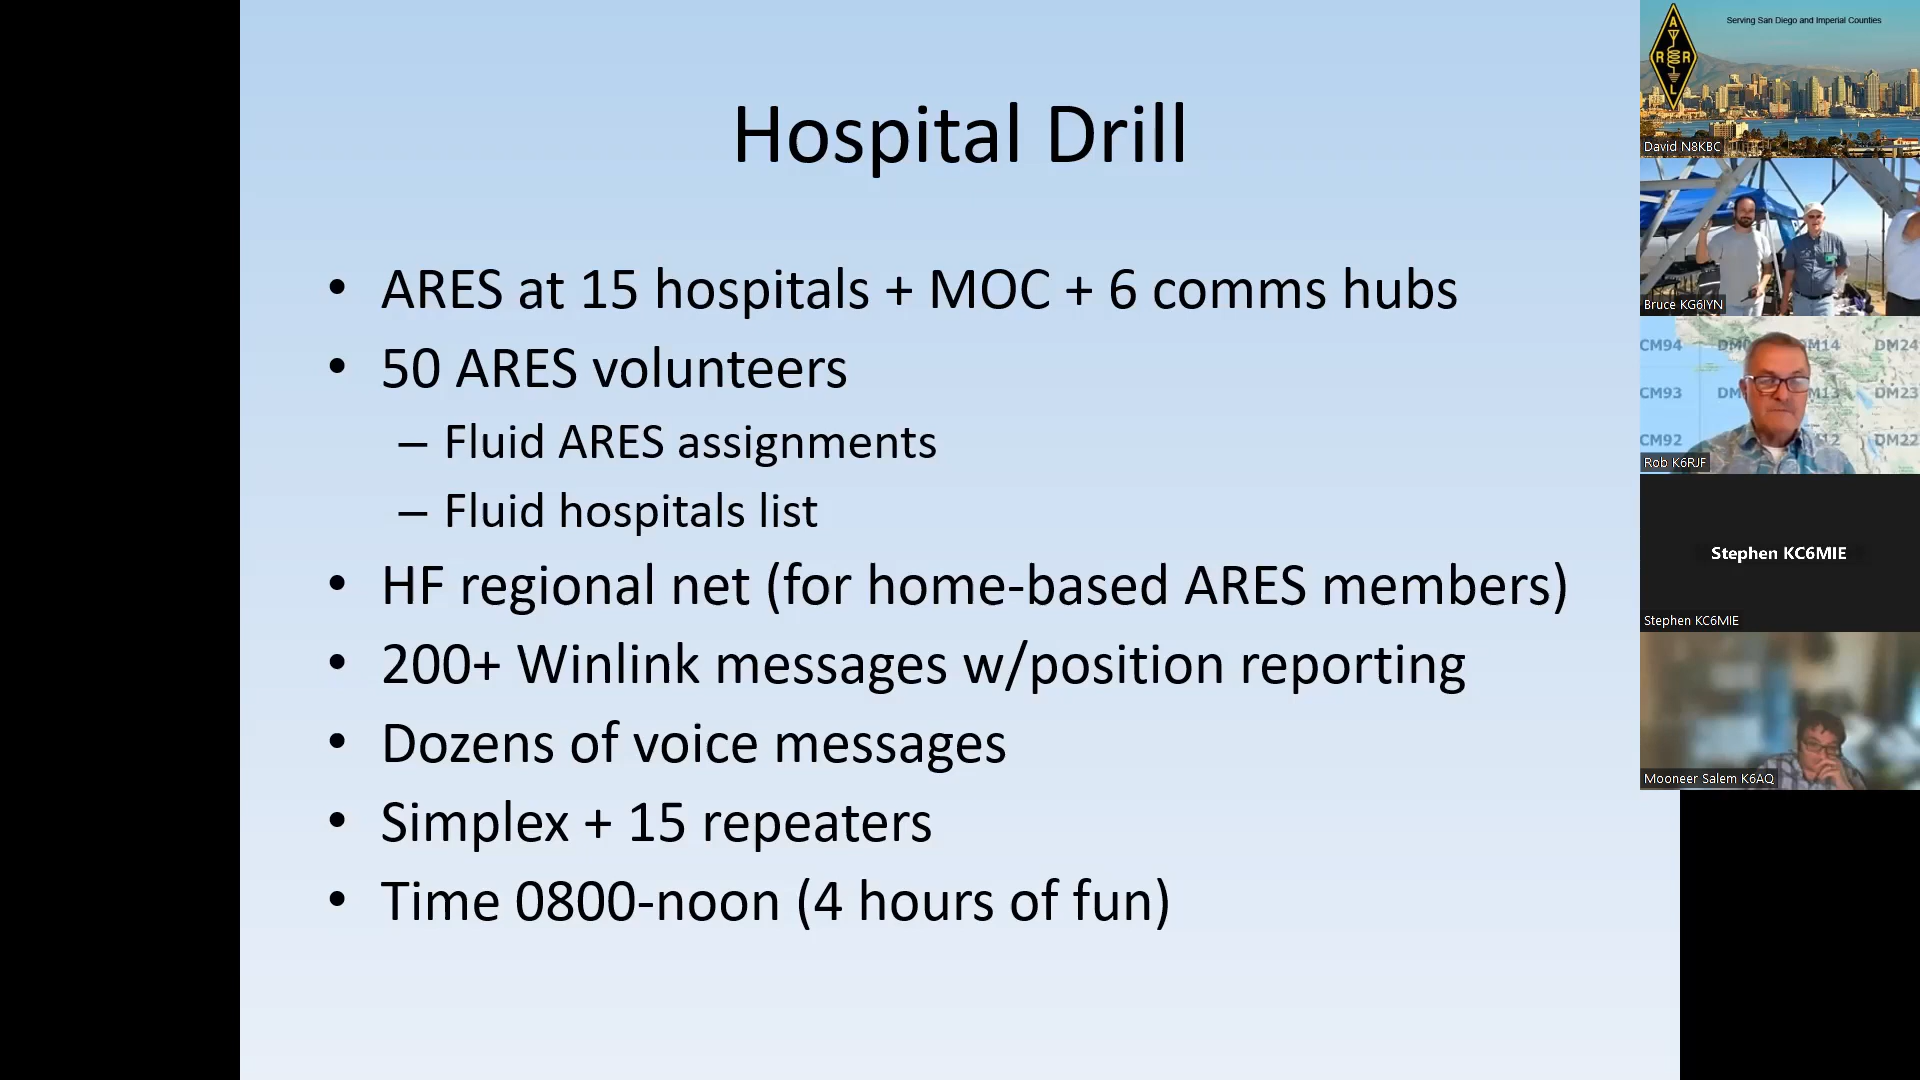 Hospital Drill
• ARES at 15 hospitals + MOC + 6 comms hubs
• 50 ARES volunteers
– Fluid ARES assignments
– Fluid hospitals list
• HF regional net (for home-based ARES members)
• 200+ Winlink messages w/position reporting
• Dozens of voice messages
• Simplex + 15 repeaters
• Time 0800-noon (4 hours of fun)
Serving San Diego and Imperial Counties
A
R R
L
David N8KBC
Bruce KG6IYN
CM94 M14 DM24
CM93 M13 DM23
CM92 DM22
Rob K6RJF
Stephen KC6MIE
Stephen KC6MIE
Mooneer Salem K6AQ